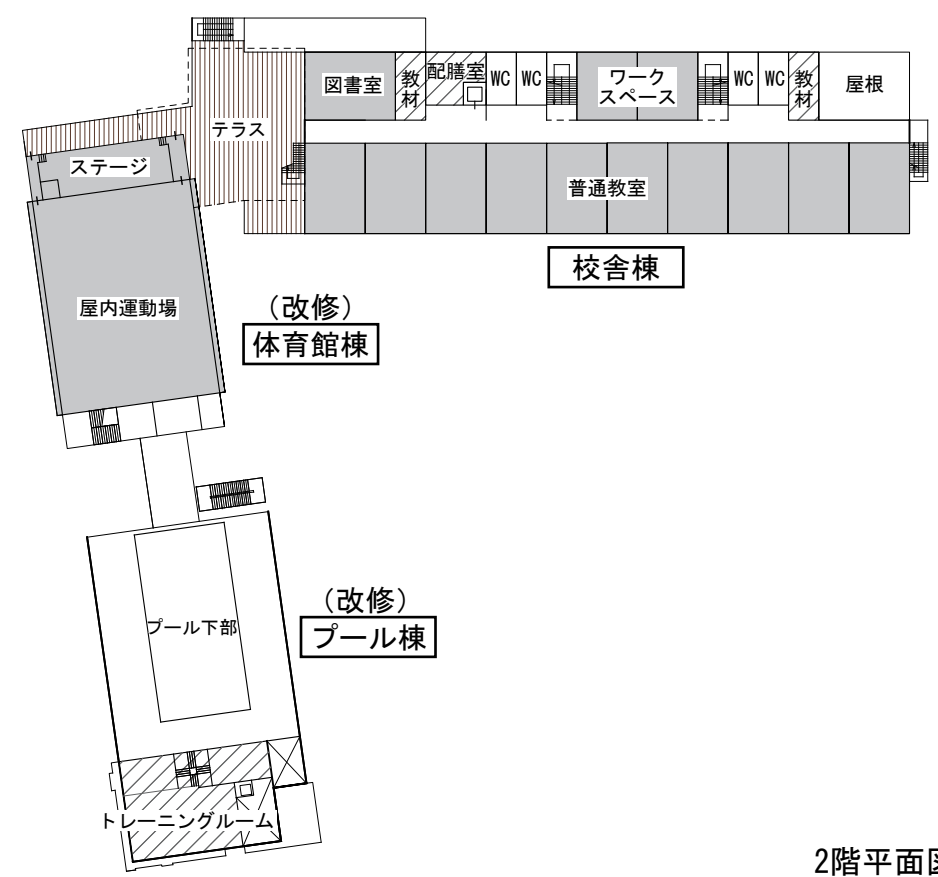 図書室
教材
配膳室
WC
WC
ワーク
スペース
WC
WC
教材
屋根
テラス
ステージ
普通教室
校舎棟
屋内運動場
（改修）
体育館棟
（改修）
プール棟
プール下部
トレーニングルーム
2階平面図